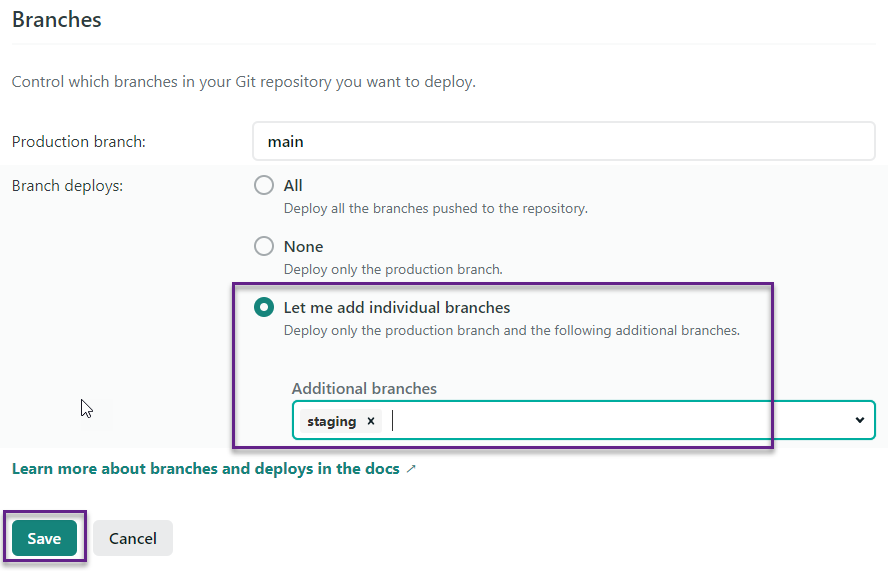 Branches
Control which branches in your Git repository you want to deploy.
Production branch:
main
Branch deploys:
All
Deploy all the branches pushed to the repository.
None
Deploy only the production branch.
Let me add individual branches
Deploy only the production branch and the following additional branches.
Additional branches
staging ×
Learn more about branches and deploys in the docs ↗
Save
Cancel